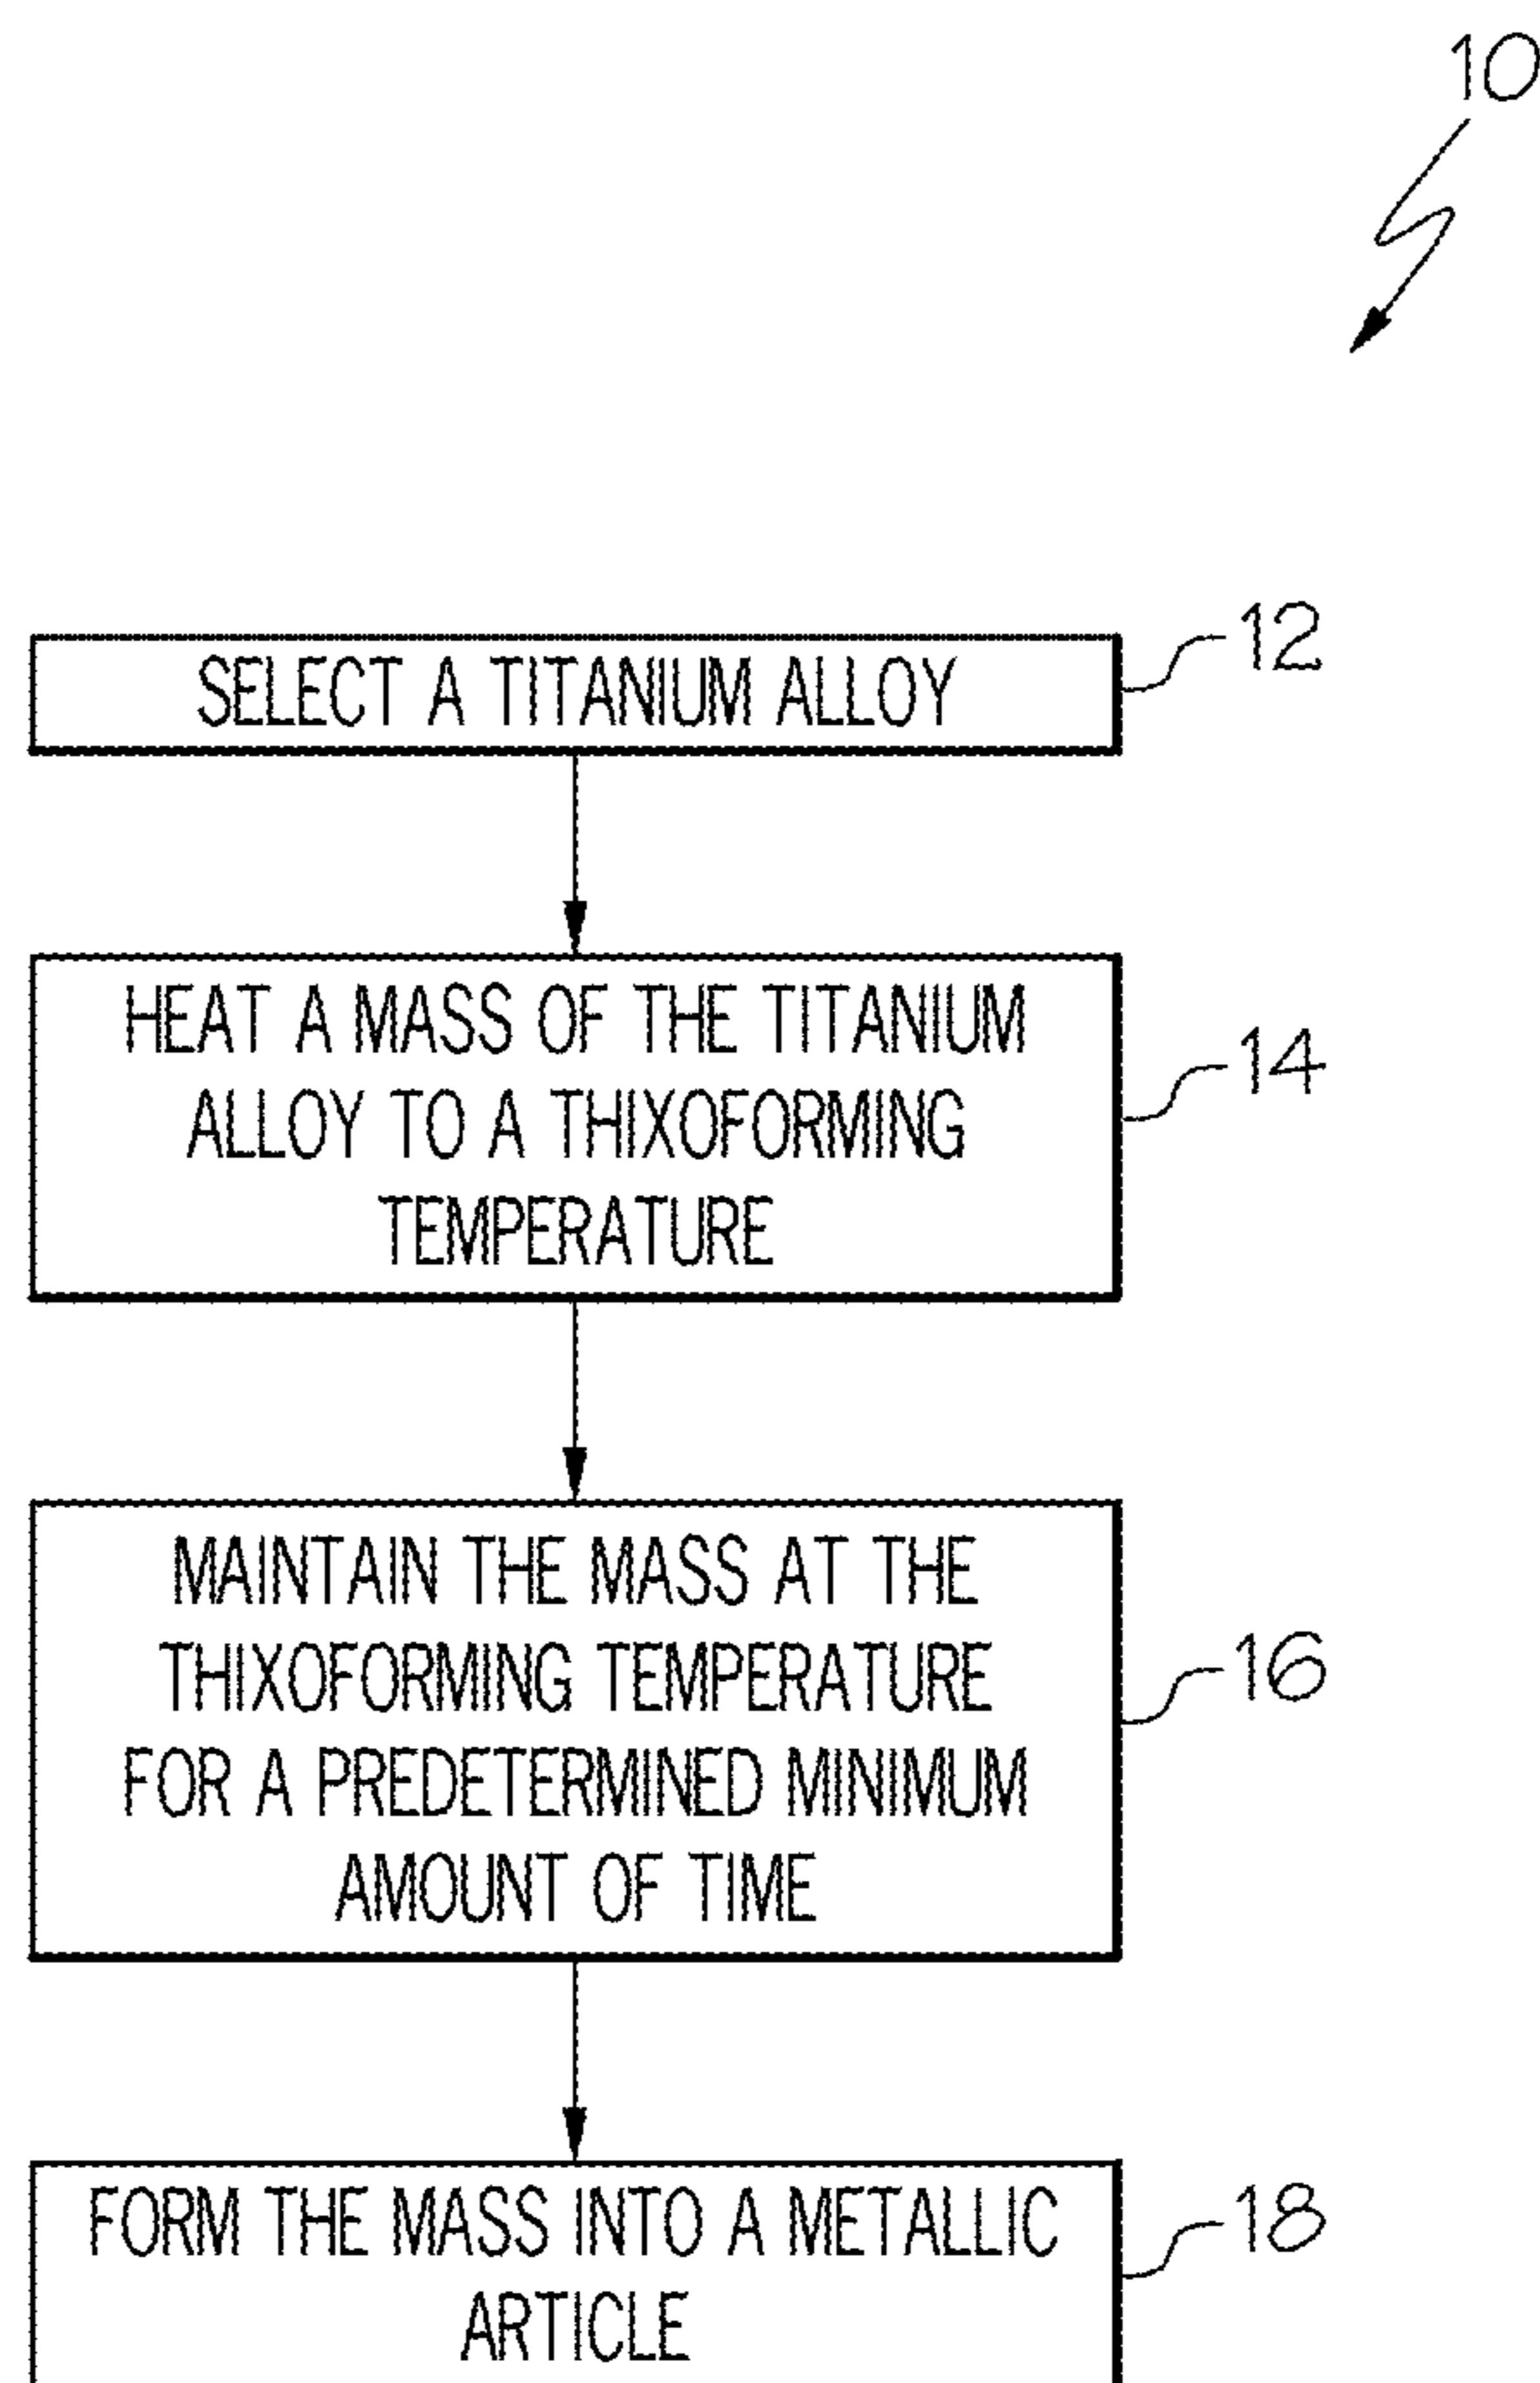 10
SELECT A TITANIUM ALLOY
12
HEAT A MASS OF THE TITANIUM
ALLOY TO A THIXOFORMING
TEMPERATURE
14
MAINTAIN THE MASS AT THE
THIXOFORMING TEMPERATURE
FOR A PREDETERMINED MINIMUM
AMOUNT OF TIME
16
FORM THE MASS INTO A METALLIC
ARTICLE
18